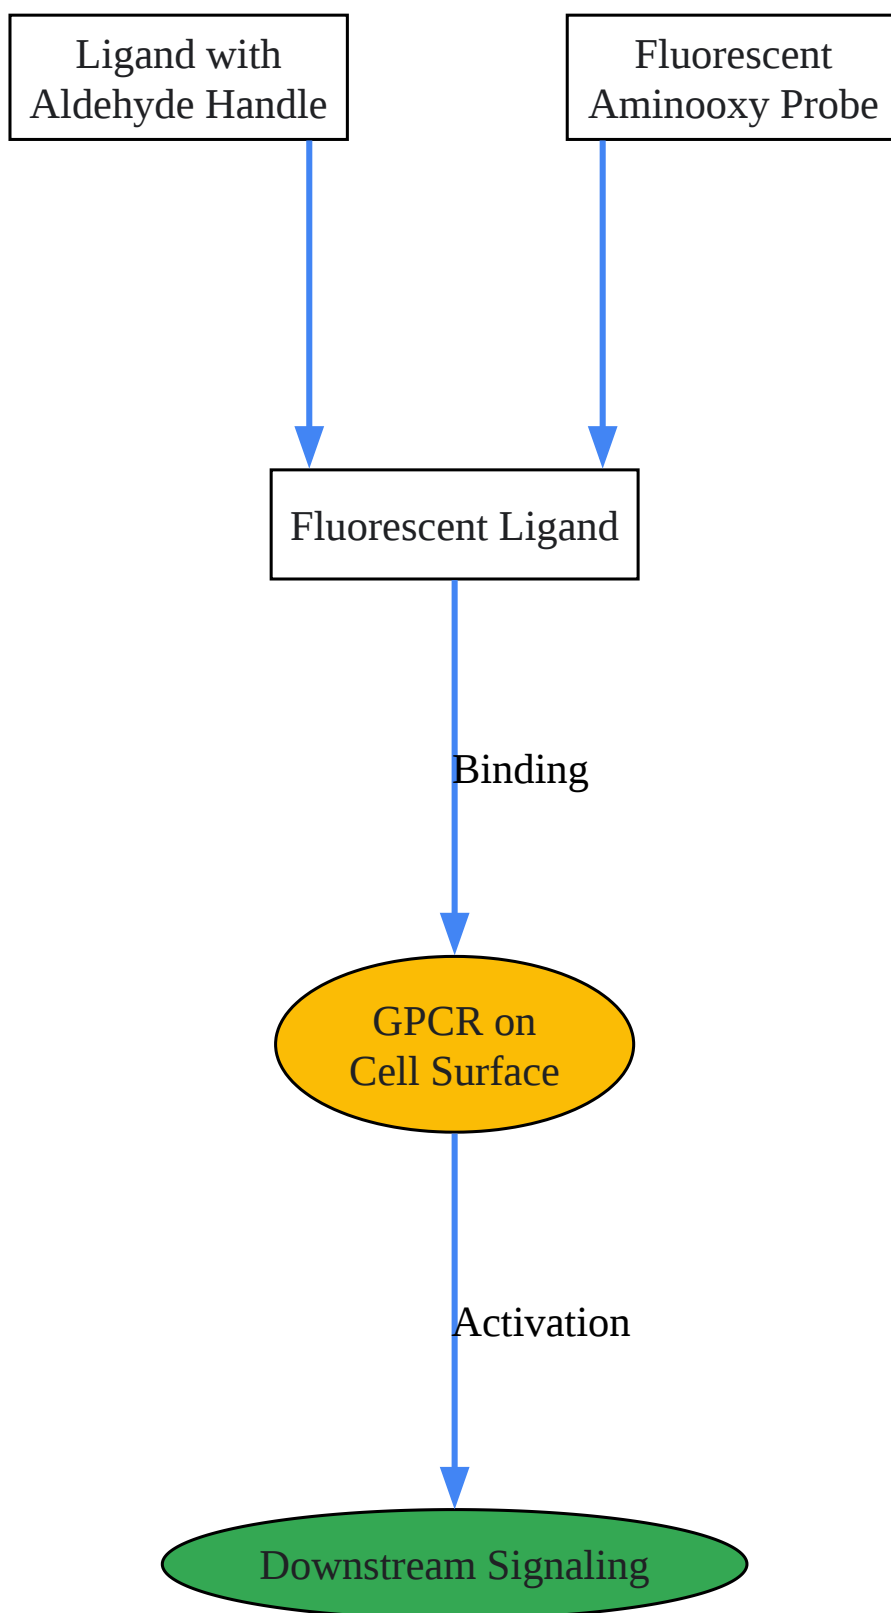 Ligand with
Aldehyde Handle
Fluorescent
Aminooxy Probe
Fluorescent Ligand
Binding
GPCR on
Cell Surface
Activation
Downstream Signaling